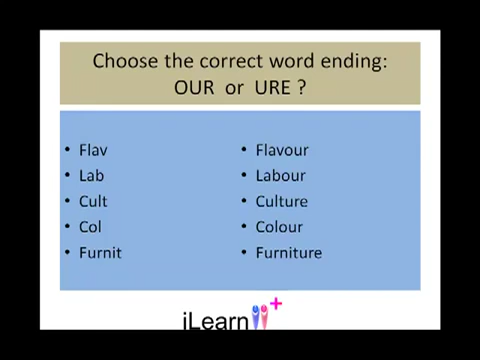 Choose the correct word ending:
OUR or URE ?
• Flav
• Lab
• Cult
• Col
• Furnit
• Flavour
• Labour
• Culture
• Colour
• Furniture
iLearn